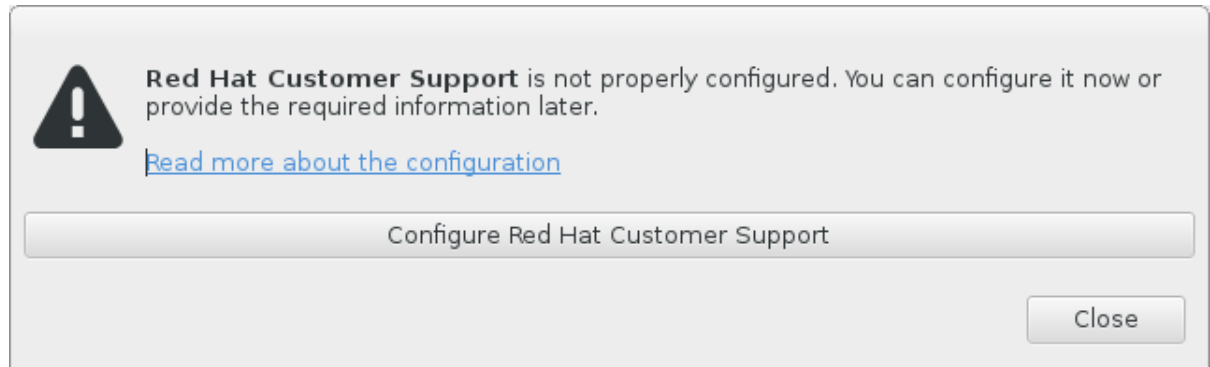 Red Hat Customer Support is not properly configured. You can configure it now or
provide the required information later.
Read more about the configuration
Configure Red Hat Customer Support
Close